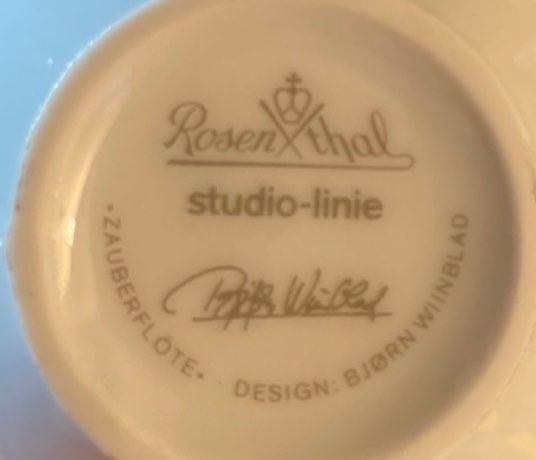 Rosenthal
studio-linie
Bjørn Wiinblad
·ZAUBERFLÖTE· DESIGN: BJØRN WIINBLAD